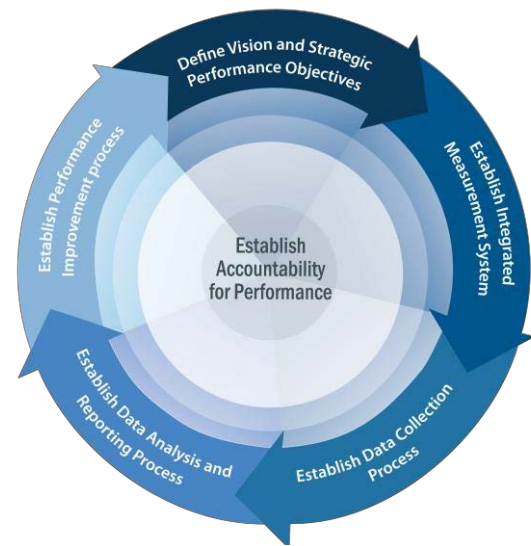 Define Vision and Strategic
Performance Objectives
Establish Integrated
Measurement System
Establish Data Collection
Process
Establish Data Analysis and
Reporting Process
Establish Performance
Improvement process
Establish
Accountability
for Performance